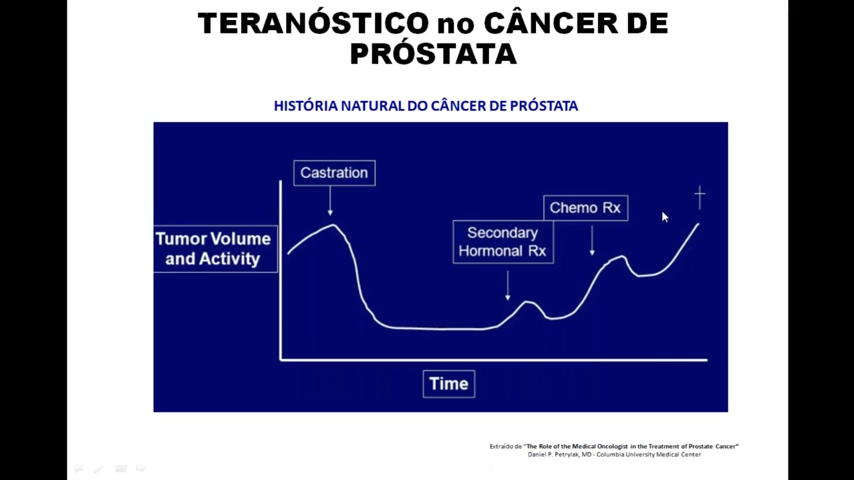 TERANÓSTICO no CÂNCER DE
PRÓSTATA
HISTÓRIA NATURAL DO CÂNCER DE PRÓSTATA
Castration
Chemo Rx
Secondary
Hormonal Rx
Tumor Volume
and Activity
Time
Extraído de "The Role of the Medical Oncologist in the Treatment of Prostate Cancer"
Daniel P. Petrylak, MD - Columbia University Medical Center